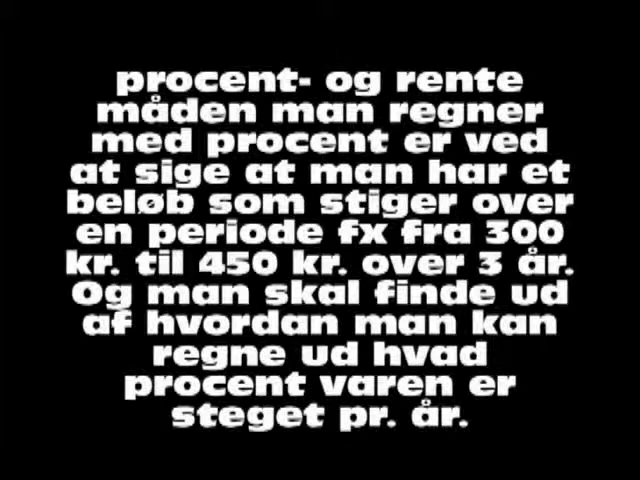 procent- og rente
måden man regner
med procent er ved
at sige at man har et
beløb som stiger over
en periode fx fra 300
kr. til 450 kr. over 3 år.
Og man skal finde ud
af hvordan man kan
regne ud hvad
procent varen er
steget pr. år.